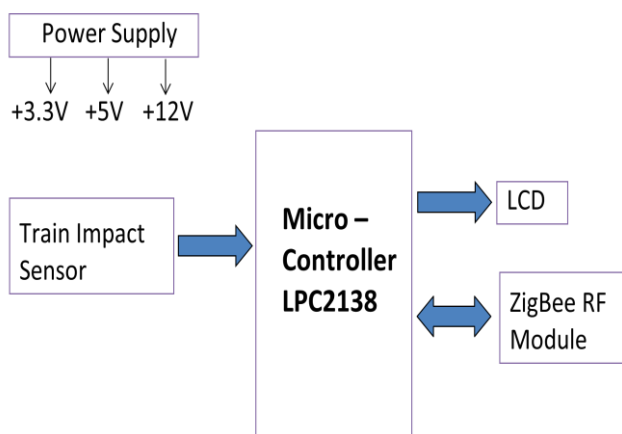 Power Supply
+3.3V +5V +12V
Train Impact
Sensor
Micro –
Controller
LPC2138
LCD
ZigBee RF
Module